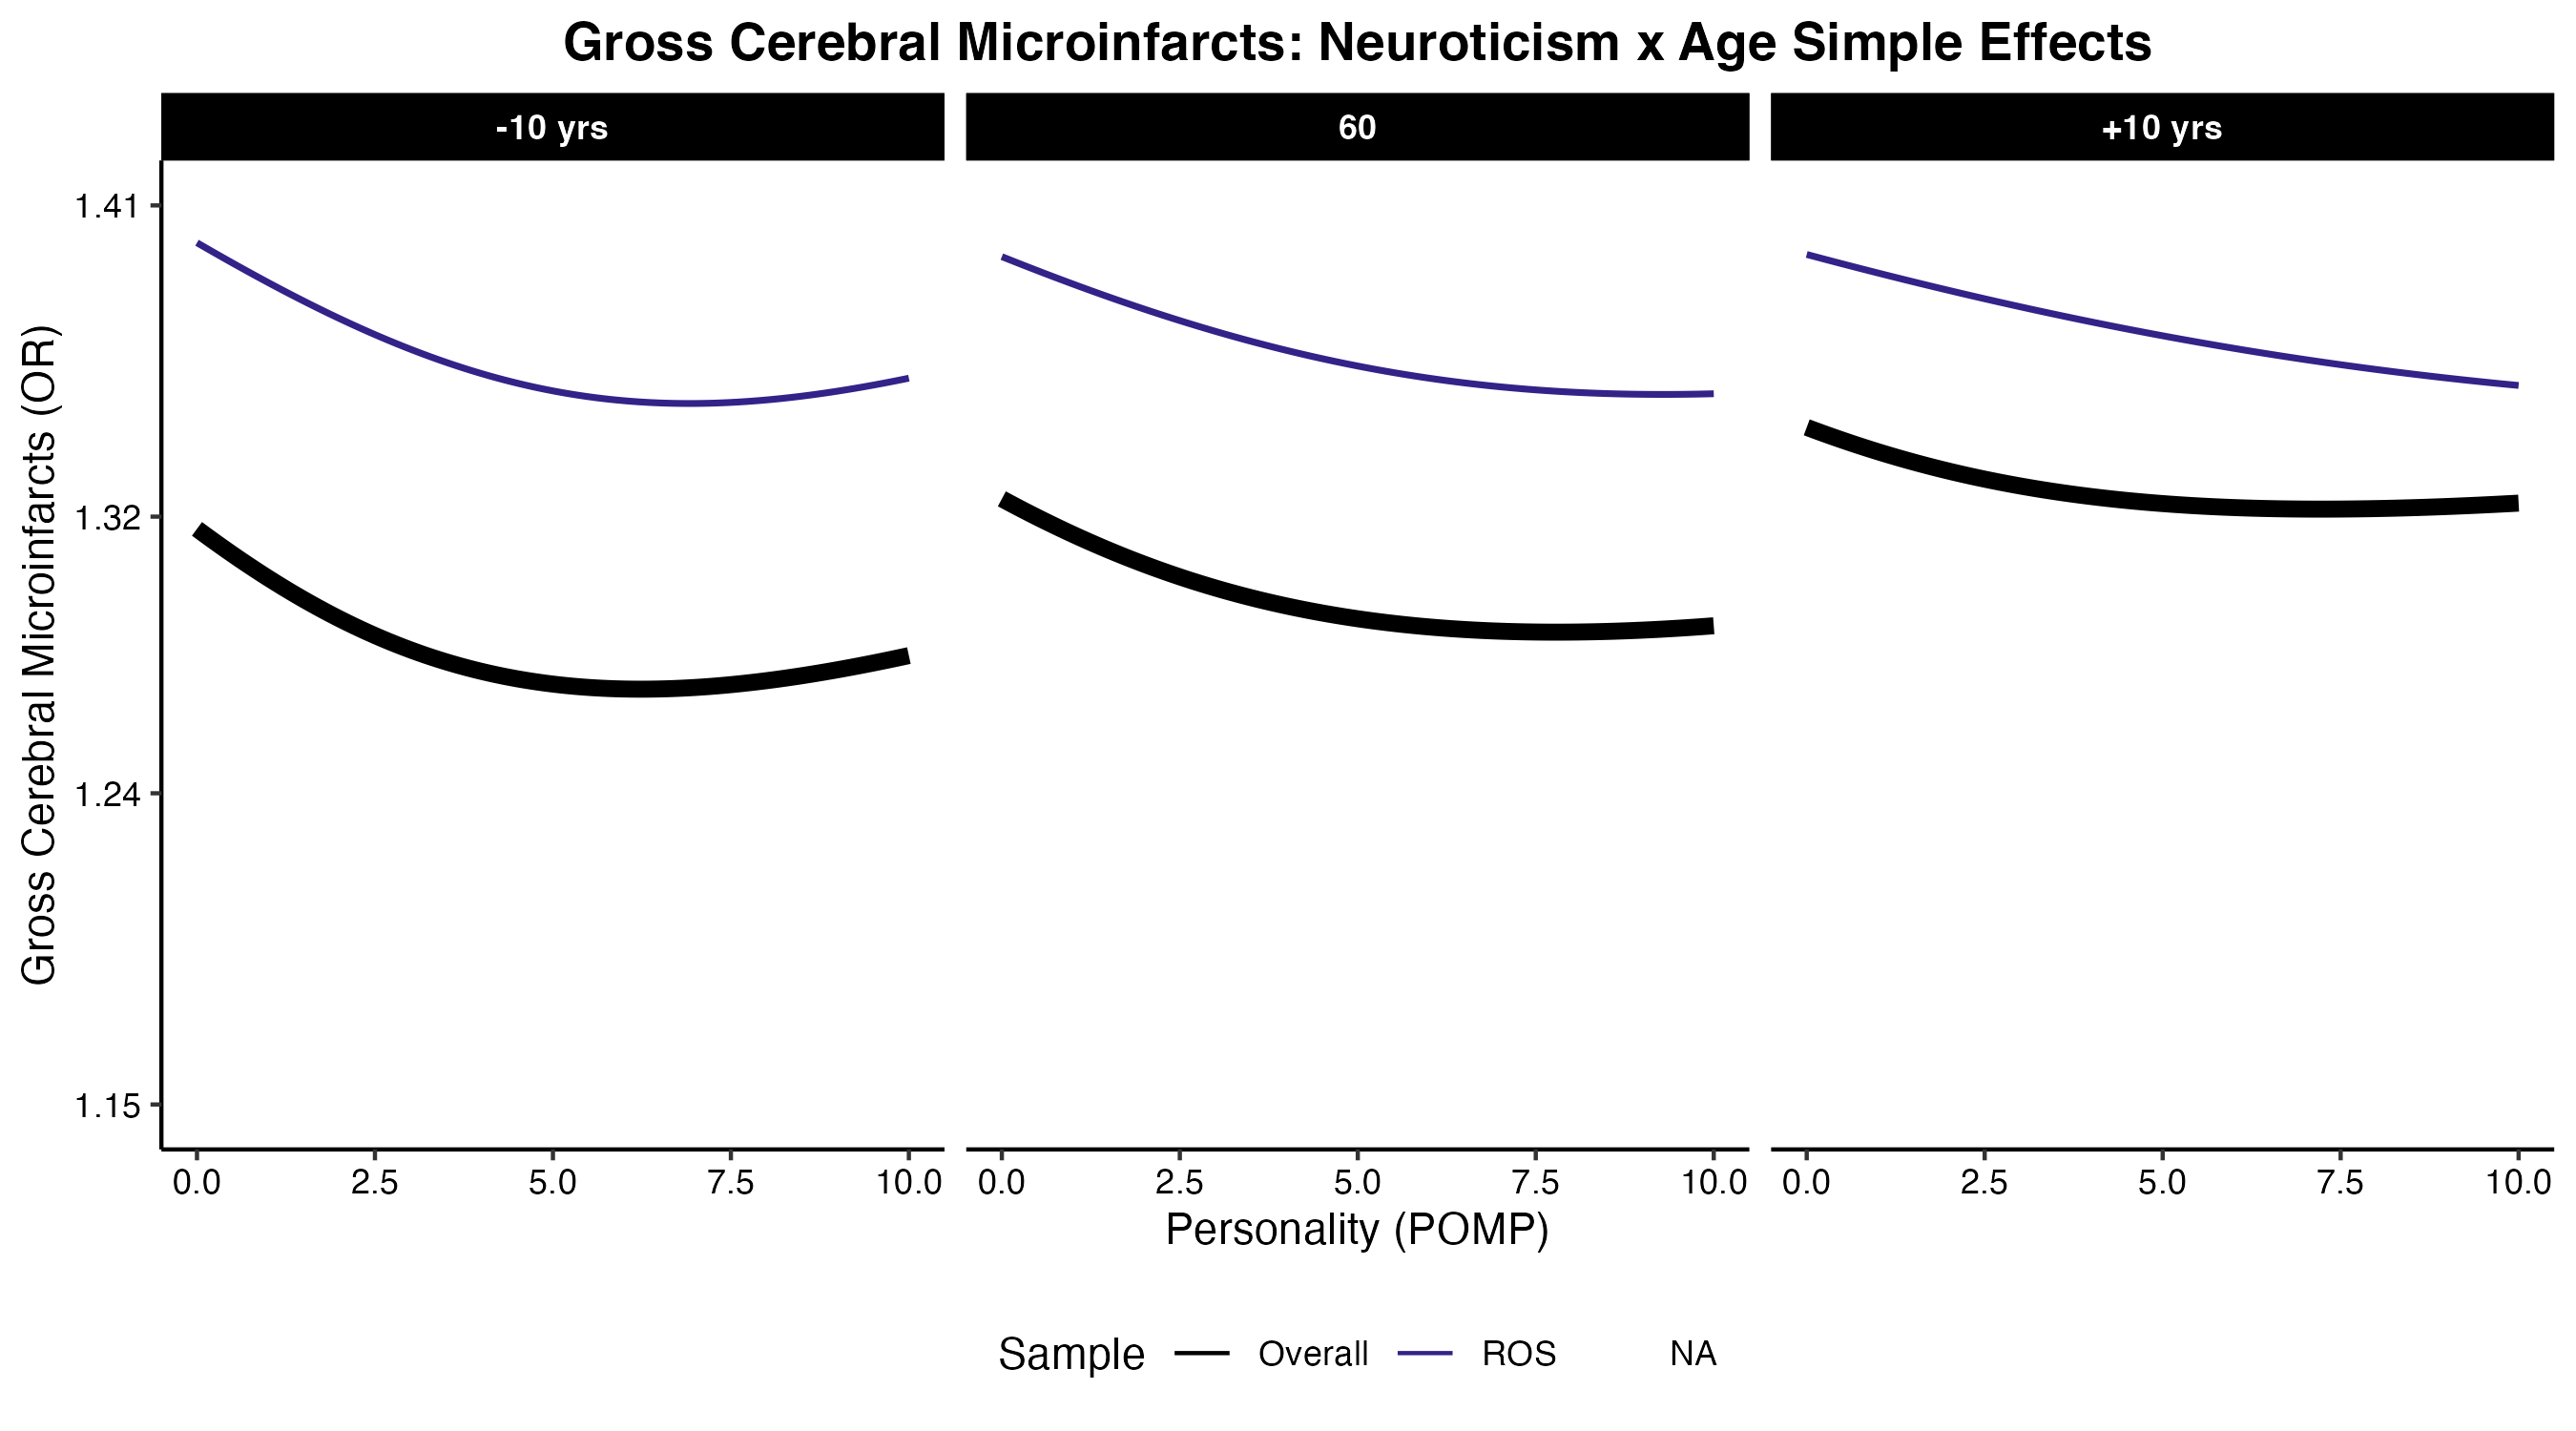 Gross Cerebral Microinfarcts: Neuroticism x Age Simple Effects
-10 yrs
60
+10 yrs
Gross Cerebral Microinfarcts (OR)
1.41
1.32
1.24
1.15
0.0 2.5 5.0 7.5 10.0
0.0 2.5 5.0 7.5 10.0
0.0 2.5 5.0 7.5 10.0
Personality (POMP)
Sample Overall ROS NA